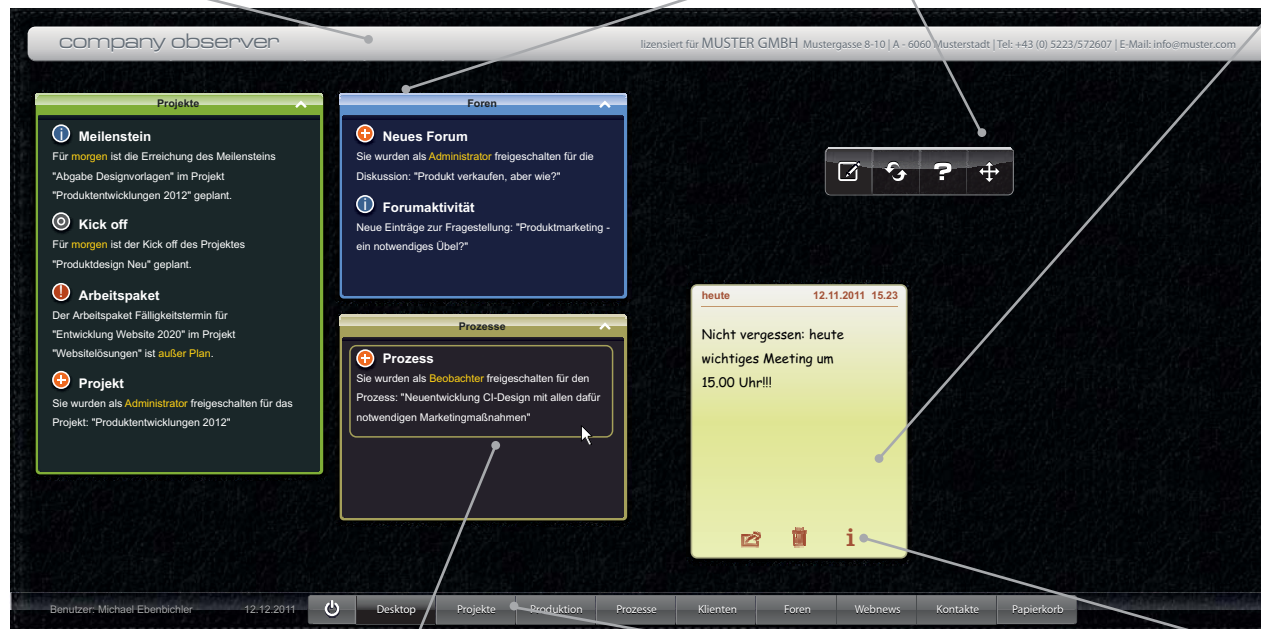 company observer
lizensiert für MUSTER GMBH Mustergasse 8-10 | A - 6060 Musterstadt | Tel: +43 (0) 5223/572607 | E-Mail: info@muster.com
Projekte
Meilenstein
Für morgen ist die Erreichung des Meilensteins
"Abgabe Designvorlagen" im Projekt
"Produktentwicklungen 2012" geplant.
Kick off
Für morgen ist der Kick off des Projektes
"Produktdesign Neu" geplant.
Arbeitspaket
Der Arbeitspaket Fälligkeitstermin für
"Entwicklung Website 2020" im Projekt
"Websitelösungen" ist außer Plan.
Projekt
Sie wurden als Administrator freigeschalten für das
Projekt: "Produktentwicklungen 2012"
Foren
Neues Forum
Sie wurden als Administrator freigeschalten für die
Diskussion: "Produkt verkaufen, aber wie?"
Forumaktivität
Neue Einträge zur Fragestellung: "Produktmarketing -
ein notwendiges Übel?"
Prozesse
Prozess
Sie wurden als Beobachter freigeschalten für den
Prozess: "Neuentwicklung CI-Design mit allen dafür
notwendigen Marketingmaßnahmen"
heute 12.11.2011 15.23
Nicht vergessen: heute
wichtiges Meeting um
15.00 Uhr!!!
Benutzer: Michael Ebenbichler 12.12.2011 Desktop Projekte Produktion Prozesse Klienten Foren Webnews Kontakte Papierkorb